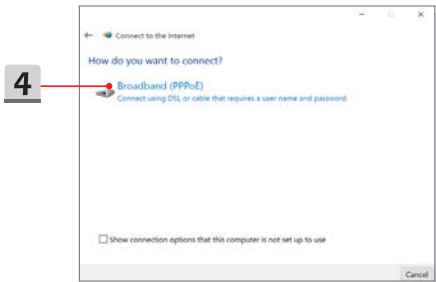 Connect to the Internet
How do you want to connect?
4
Broadband (PPPoE)
Connect using DSL or cable that requires a user name and password.
Show connection options that this computer is not set up to use
Cancel